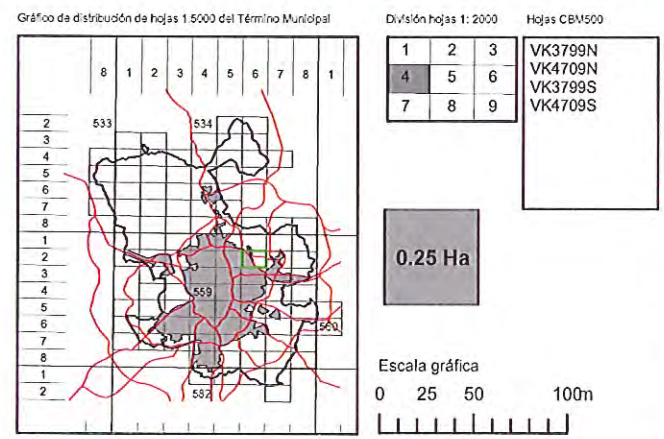 Gráfico de distribución de hojas 1:5000 del Término Municipal
8 1 2 3 4 5 6 7 8 1
2
3
4
5
6
7
8
1
2
3
4
5
6
7
8
1
2
533
534
559
560
582
División hojas 1: 2000
1 2 3
4 5 6
7 8 9
Hojas CBM500
VK3799N
VK4709N
VK3799S
VK4709S
0.25 Ha
Escala gráfica
0 25 50 100m